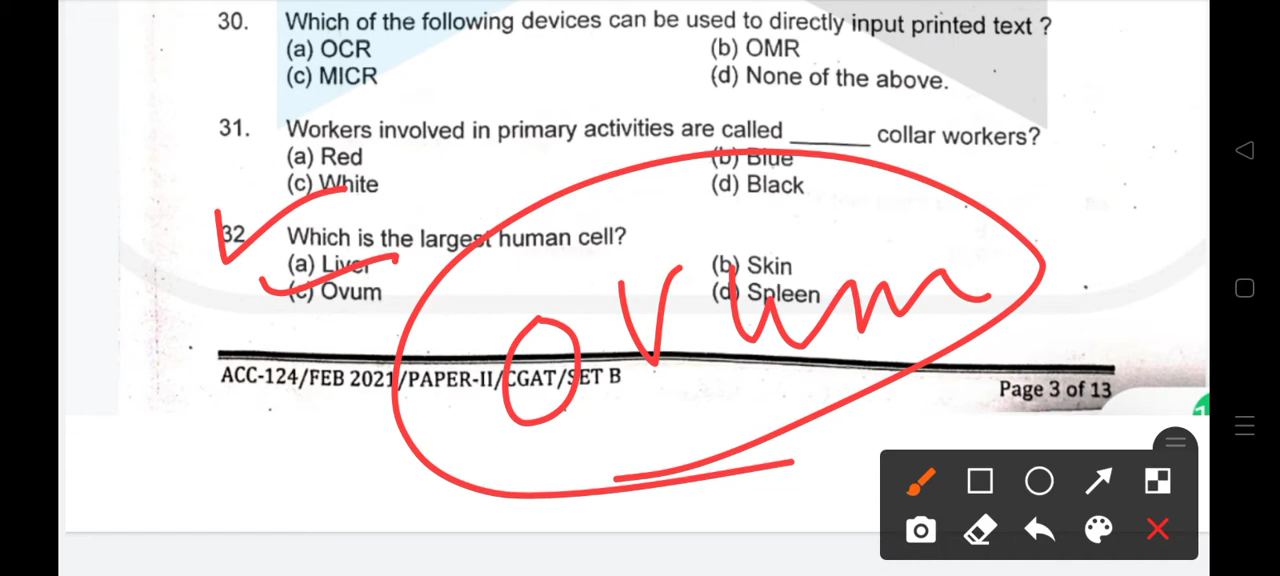 30. Which of the following devices can be used to directly input printed text ?
(a) OCR (b) OMR
(c) MICR (d) None of the above.
31. Workers involved in primary activities are called ______ collar workers?
(a) Red (b) Blue
(c) White (d) Black
32 Which is the largest human cell?
(a) Liver (b) Skin
(c) Ovum (d) Spleen
ovum
ACC-124/FEB 2021/PAPER-II/CGAT/SET B
Page 3 of 13